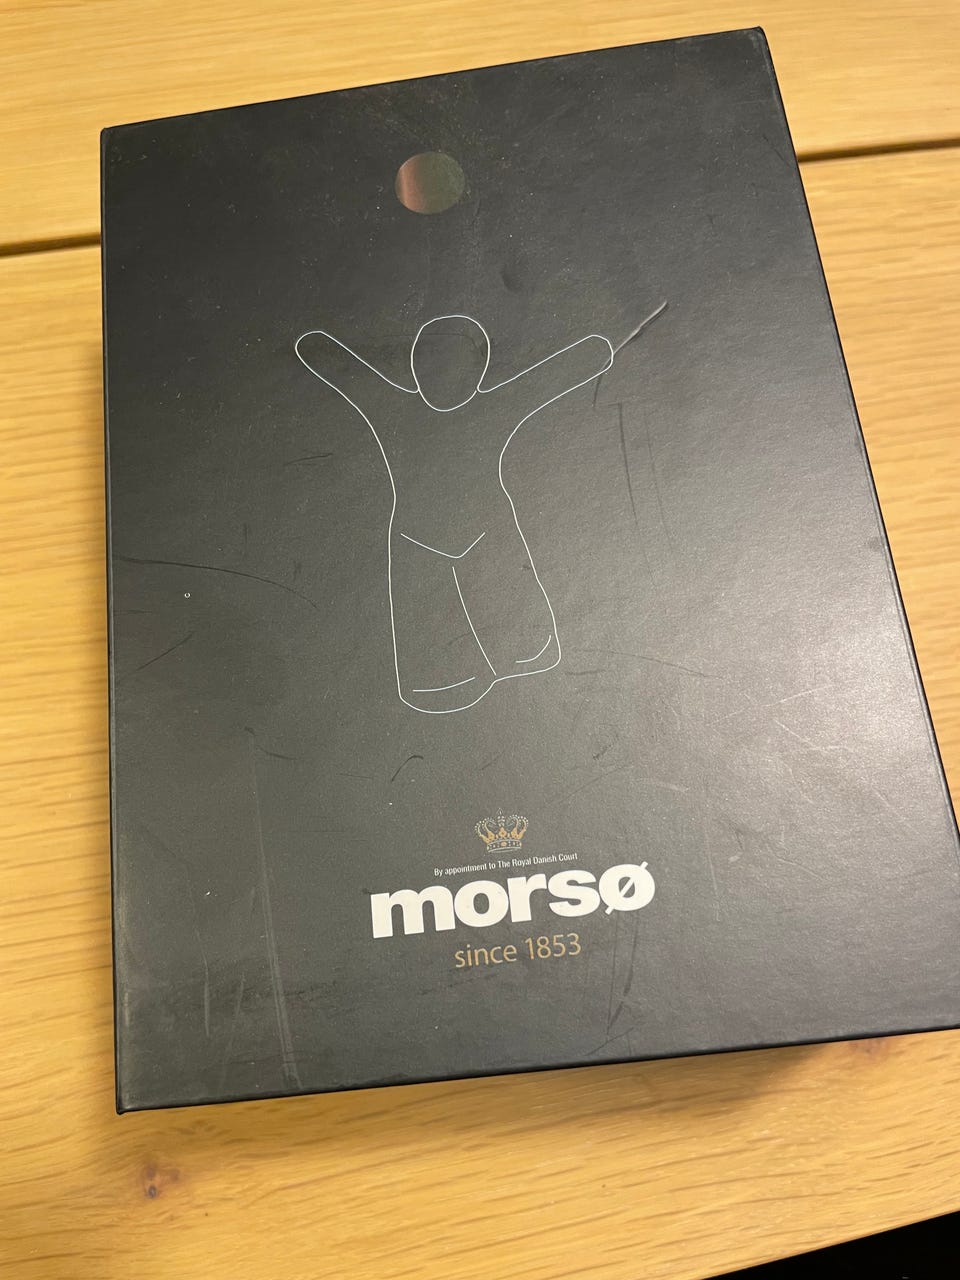 By appointment to The Royal Danish Court
morsø
since 1853